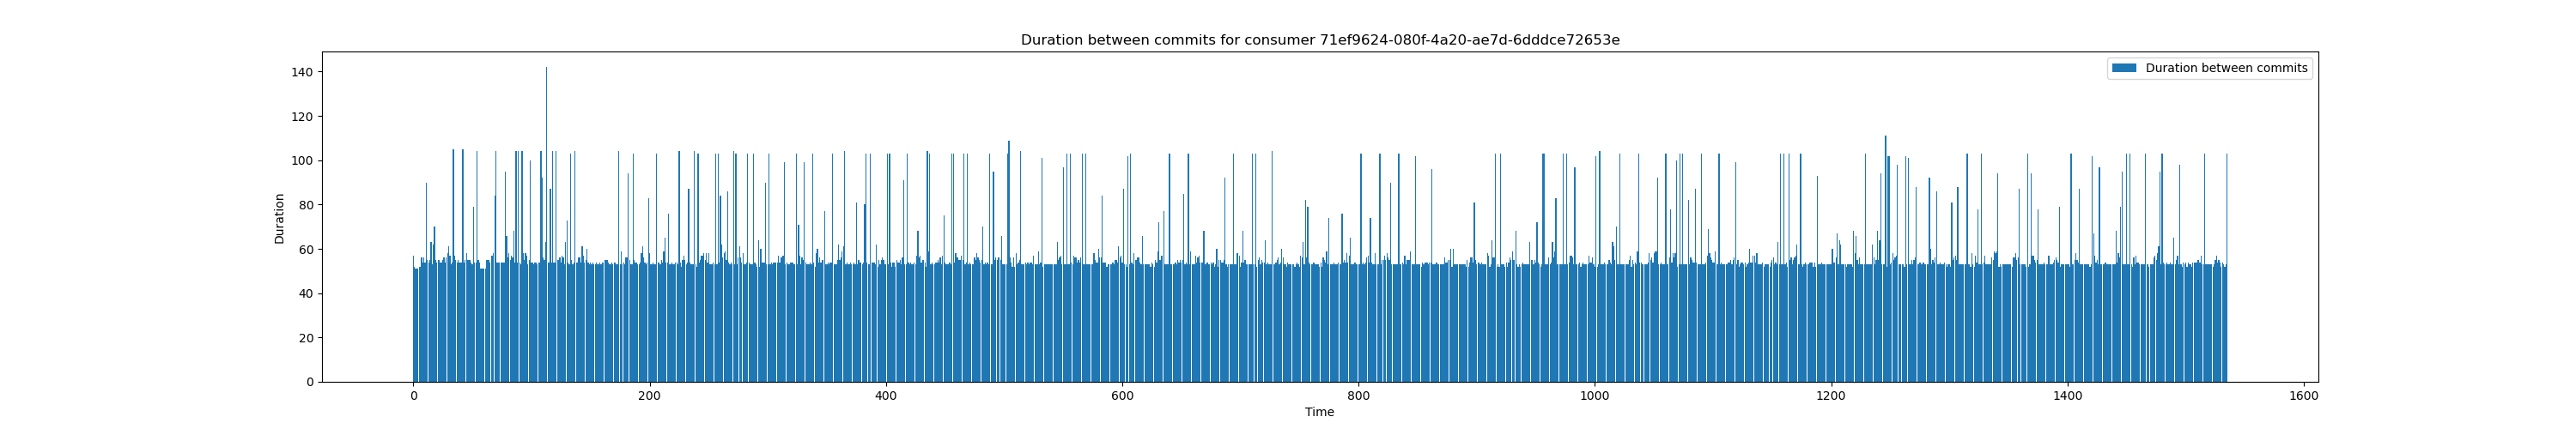 Duration between commits for consumer 71ef9624-080f-4a20-ae7d-6dddce72653e
Duration between commits
140
120
100
80
60
40
20
0
Duration
0 200 400 600 800 1000 1200 1400 1600
Time